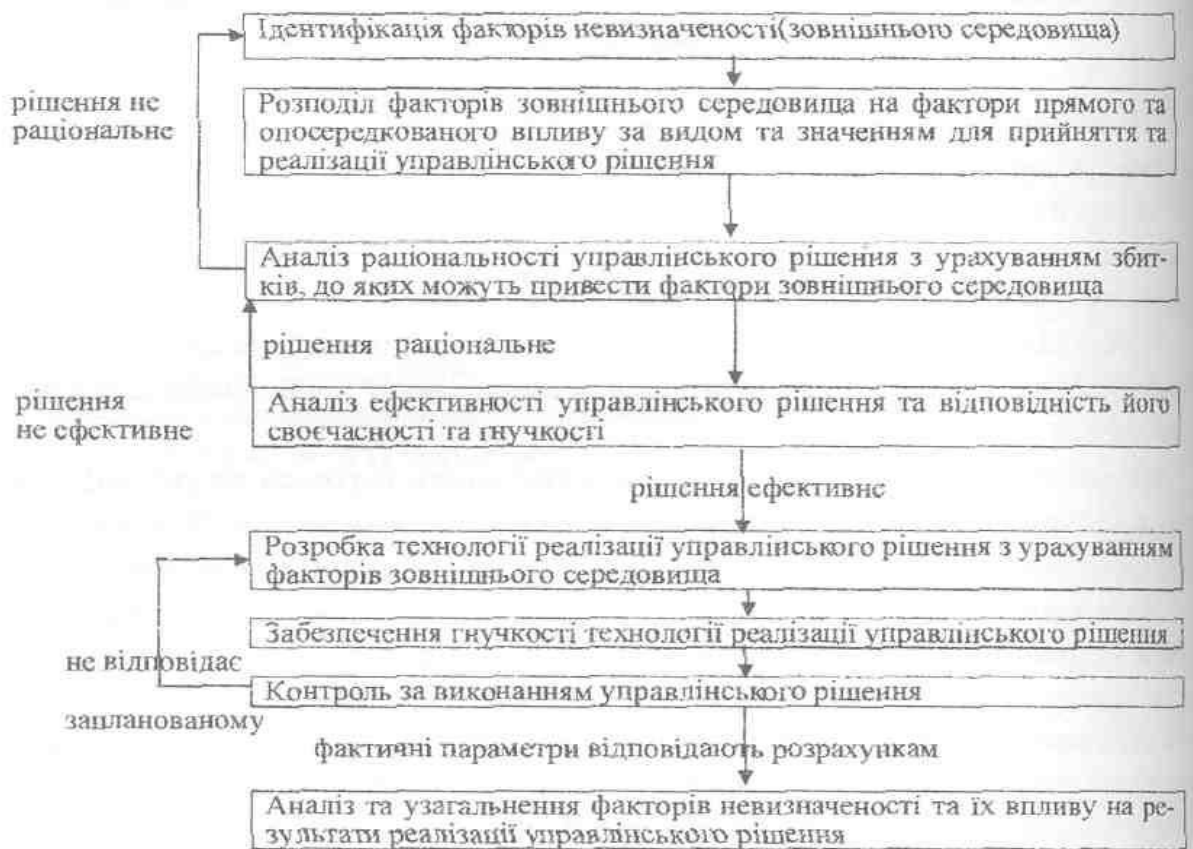 Ідентифікація факторів невизначеності(зовнішнього середовища)
рішення не
раціональне
Розподіл факторів зовнішнього середовища на фактори прямого та
опосередкованого впливу за видом та значенням для прийняття та
реалізації управлінського рішення
Аналіз раціональності управлінського рішення з урахуванням збит-
ків, до яких можуть привести фактори зовнішнього середовища
рішення раціональне
рішення
не ефективне
Аналіз ефективності управлінського рішення та відповідність його
своєчасності та гнучкості
рішення ефективне
Розробка технології реалізації управлінського рішення з урахуванням
факторів зовнішнього середовища
Забезпечення гнучкості технології реалізації управлінського рішення
не відповідає
запланованому
Контроль за виконанням управлінського рішення
фактичні параметри відповідають розрахункам
Аналіз та узагальнення факторів невизначеності та їх впливу на ре-
зультати реалізації управлінського рішення